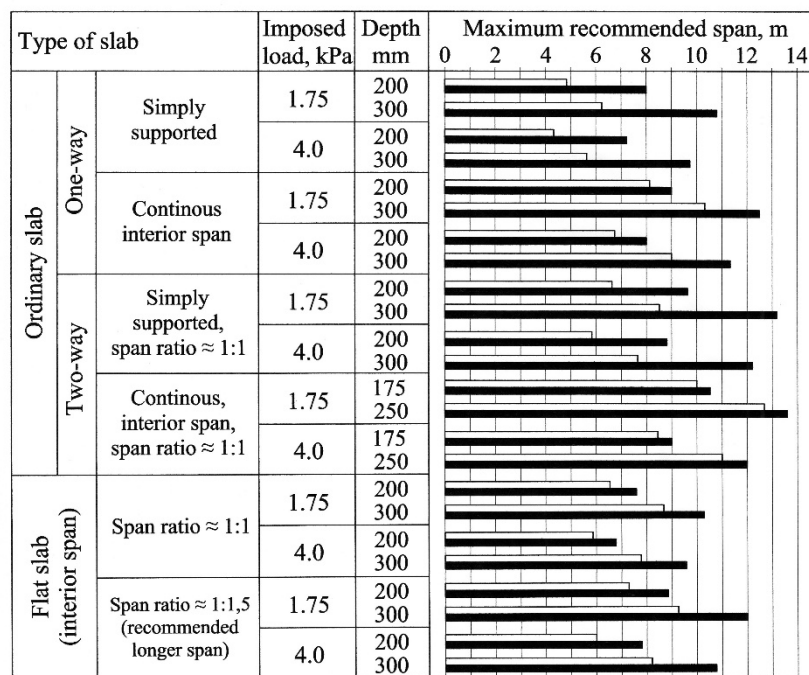 Type of slab
Imposed load, kPa
Depth mm
Maximum recommended span, m
0 2 4 6 8 10 12 14
Ordinary slab
One-way
Simply
supported
1.75
200
300
4.0
200
300
Continous
interior span
1.75
200
300
4.0
200
300
Two-way
Simply
supported,
span ratio ≈ 1:1
1.75
200
300
4.0
200
300
Continous,
interior span,
span ratio ≈ 1:1
1.75
175
250
4.0
175
250
Flat slab
(interior span)
Span ratio ≈ 1:1
1.75
200
300
4.0
200
300
Span ratio ≈ 1:1,5
(recommended
longer span)
1.75
200
300
4.0
200
300